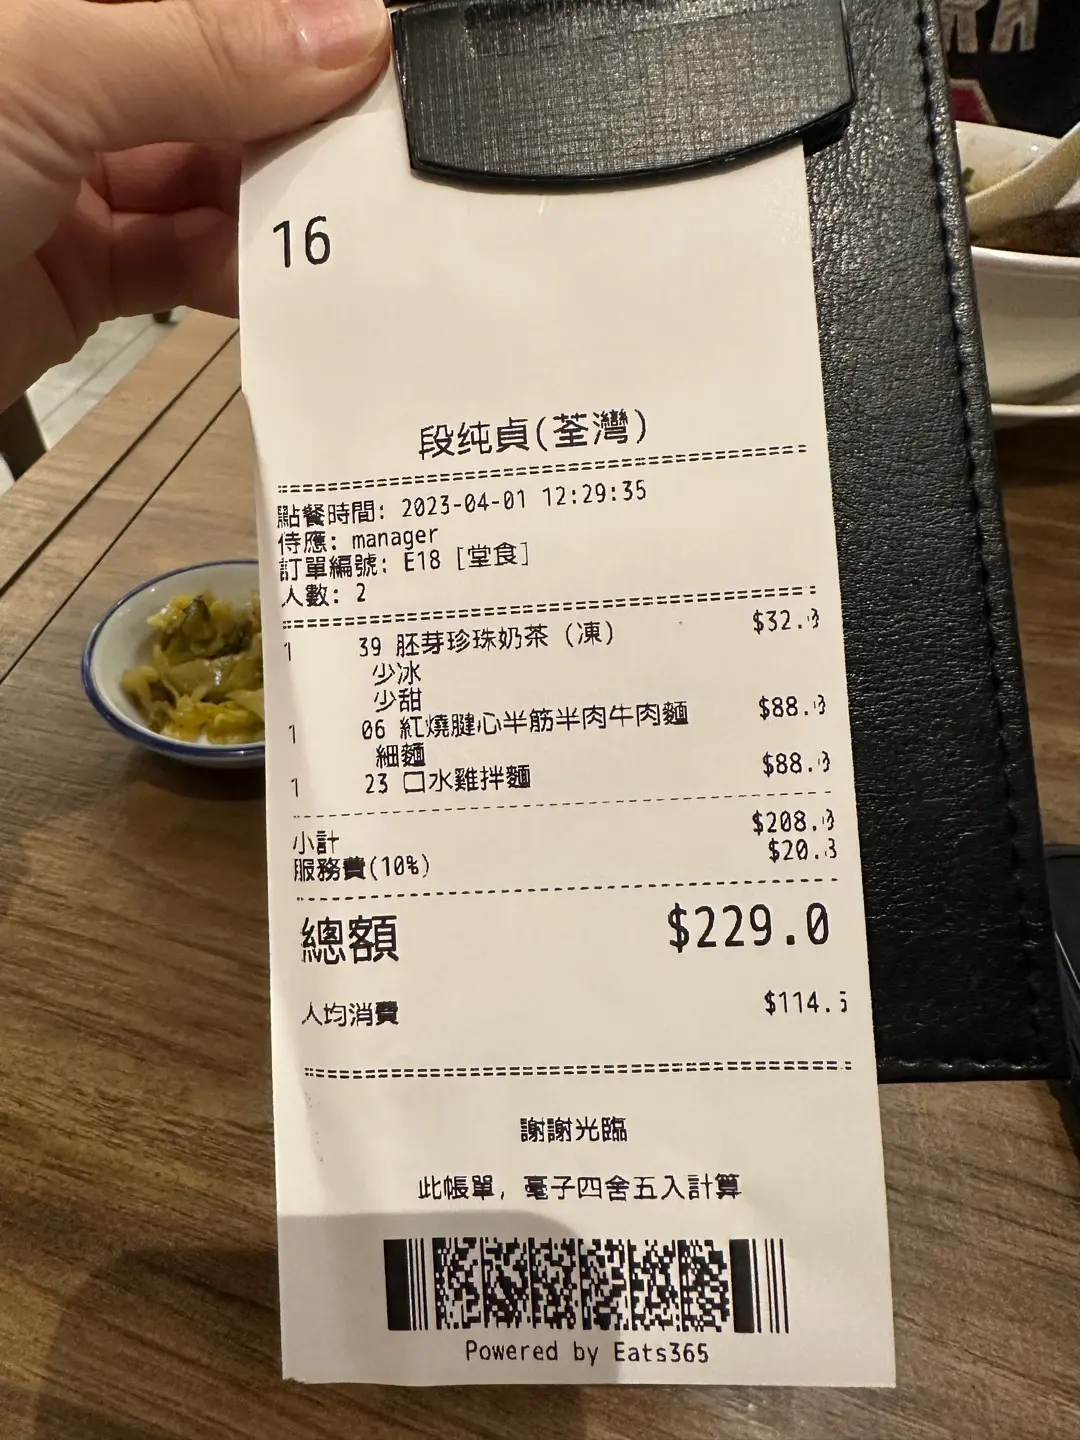 16
段纯貞(荃灣)
點餐時間: 2023-04-01 12:29:35
侍應: manager
訂單編號: E18 [堂食]
人數: 2
1 39 胚芽珍珠奶茶 (凍) $32.
少冰
少甜
1 06 紅燒腱心半筋半肉牛肉麵 $88.
細麵
1 23 口水雞拌麵 $88.
小計 $208.
服務費(10%) $20.
總額 $229.0
人均消費 $114.5
謝謝光臨
此帳單, 毫子四舍五入計算
Powered by Eats365